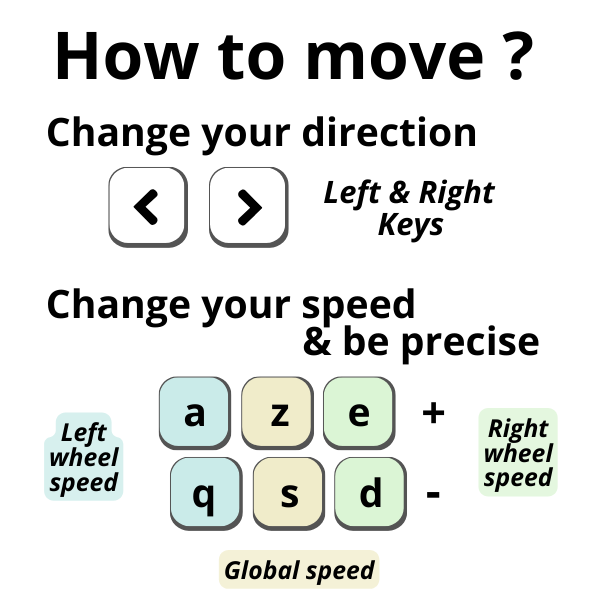 How to move ?
Change your direction
Left & Right
Keys
Change your speed
& be precise
a z e +
Left
wheel
speed
Right
wheel
speed
q s d -
Global speed